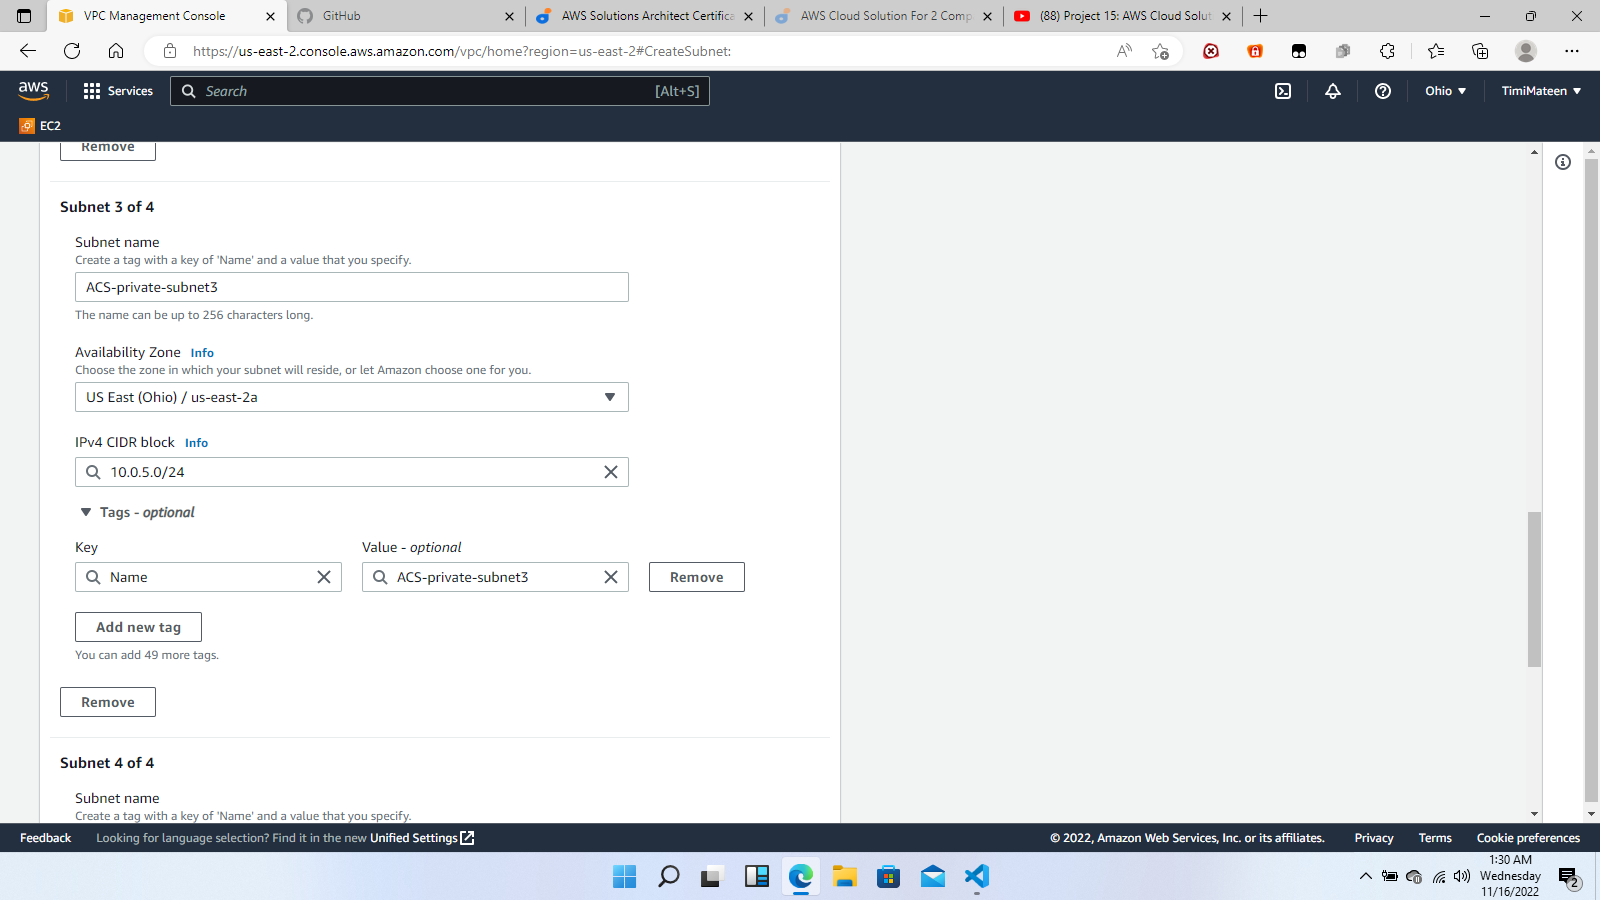 VPC Management Console
GitHub
AWS Solutions Architect Certifica
AWS Cloud Solution For 2 Comp
(88) Project 15: AWS Cloud Solut
https://us-east-2.console.aws.amazon.com/vpc/home?region=us-east-2#CreateSubnet:
aws
Services
Search
[Alt+S]
Ohio
TimiMateen
EC2
Remove
Subnet 3 of 4
Subnet name
Create a tag with a key of 'Name' and a value that you specify.
ACS-private-subnet3
The name can be up to 256 characters long.
Availability Zone Info
Choose the zone in which your subnet will reside, or let Amazon choose one for you.
US East (Ohio) / us-east-2a
IPv4 CIDR block Info
10.0.5.0/24
Tags - optional
Key
Value - optional
Name
ACS-private-subnet3
Remove
Add new tag
You can add 49 more tags.
Remove
Subnet 4 of 4
Subnet name
Create a tag with a key of 'Name' and a value that you specify.
Feedback
Looking for language selection? Find it in the new Unified Settings
© 2022, Amazon Web Services, Inc. or its affiliates.
Privacy
Terms
Cookie preferences
1:30 AM
Wednesday
11/16/2022
2